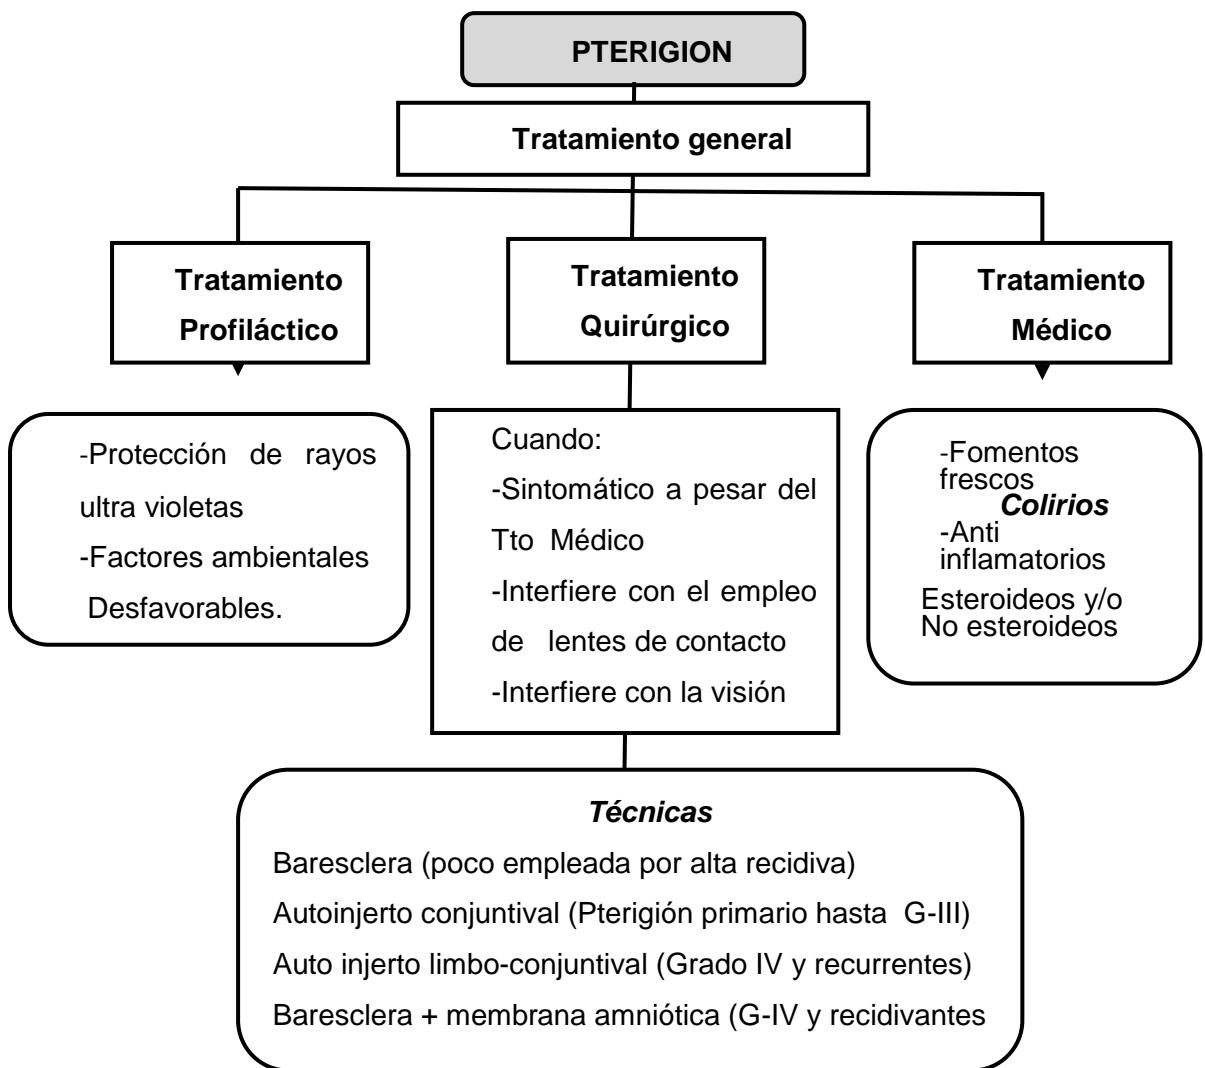 PTERIGION
Tratamiento general
Tratamiento
Profiláctico
Tratamiento
Quirúrgico
Tratamiento
Médico
-Protección de rayos
ultra violetas
-Factores ambientales
Desfavorables.
Cuando:
-Sintomático a pesar del
Tto Médico
-Interfiere con el empleo
de lentes de contacto
-Interfiere con la visión
-Fomentos
frescos
Colirios
-Anti
inflamatorios
Esteroideos y/o
No esteroideos
Técnicas
Baresclera (poco empleada por alta recidiva)
Autoinjerto conjuntival (Pterigión primario hasta G-III)
Auto injerto limbo-conjuntival (Grado IV y recurrentes)
Baresclera + membrana amniótica (G-IV y recidivantes